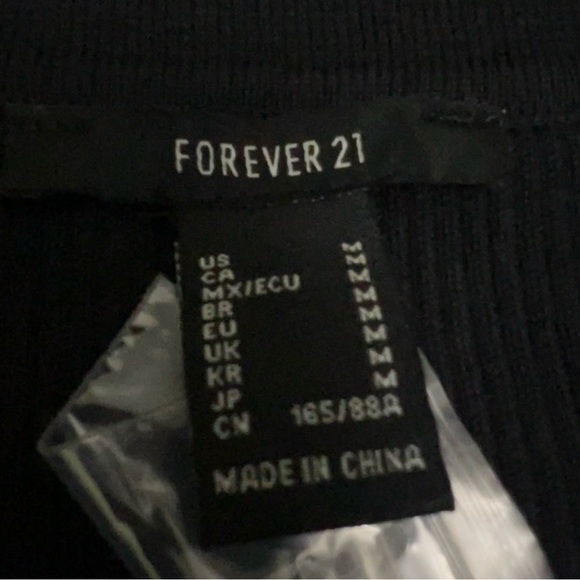 FOREVER 21
US M
CA M
MX/ECU M
BR M
EU M
UK M
KR M
JP M
CN 165/88A
MADE IN CHINA